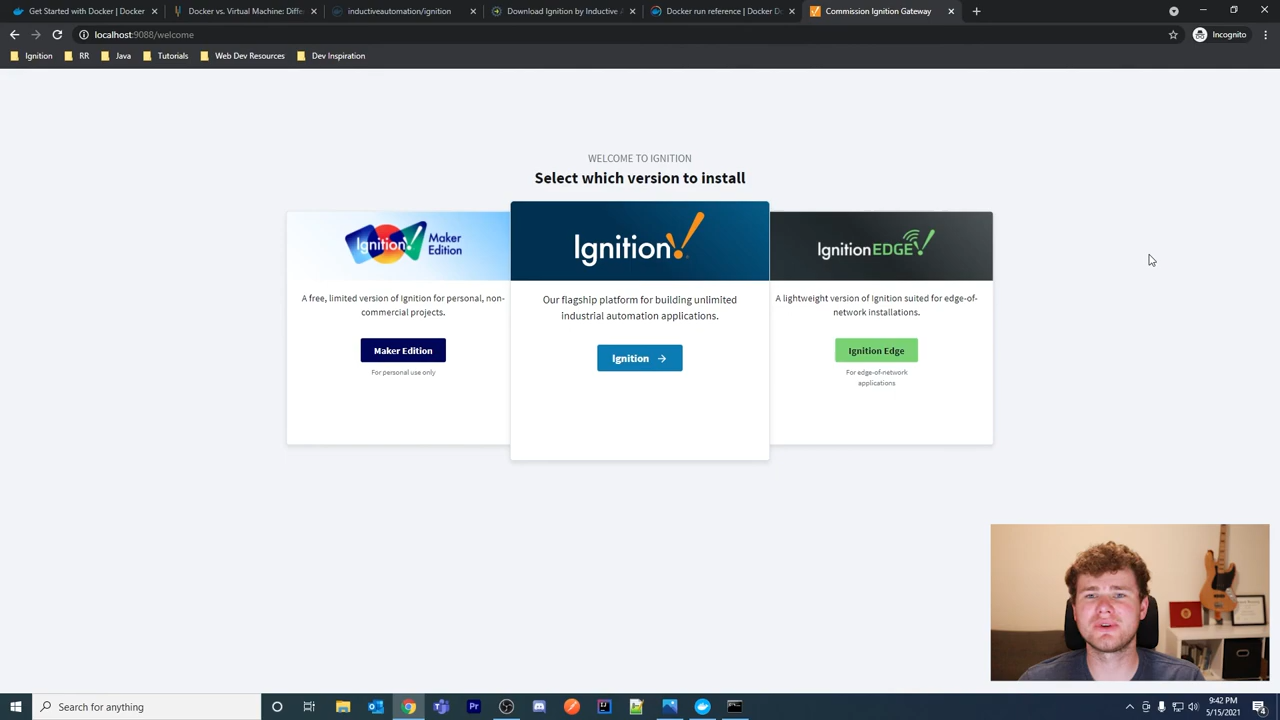 Get Started with Docker | Docker
Docker vs. Virtual Machine: Diffe
inductiveautomation/ignition
Download Ignition by Inductive A
Docker run reference | Docker D
Commission Ignition Gateway
localhost:9088/welcome
Incognito
Ignition
RR
Java
Tutorials
Web Dev Resources
Dev Inspiration
WELCOME TO IGNITION
Select which version to install
Ignition!
Maker
Edition
A free, limited version of Ignition for personal, non-
commercial projects.
Maker Edition
For personal use only
Ignition!
Our flagship platform for building unlimited
industrial automation applications.
Ignition
Ignition EDGE!
A lightweight version of Ignition suited for edge-of-
network installations.
Ignition Edge
For edge-of-network
applications
Search for anything
9:42 PM
5/15/2021
4